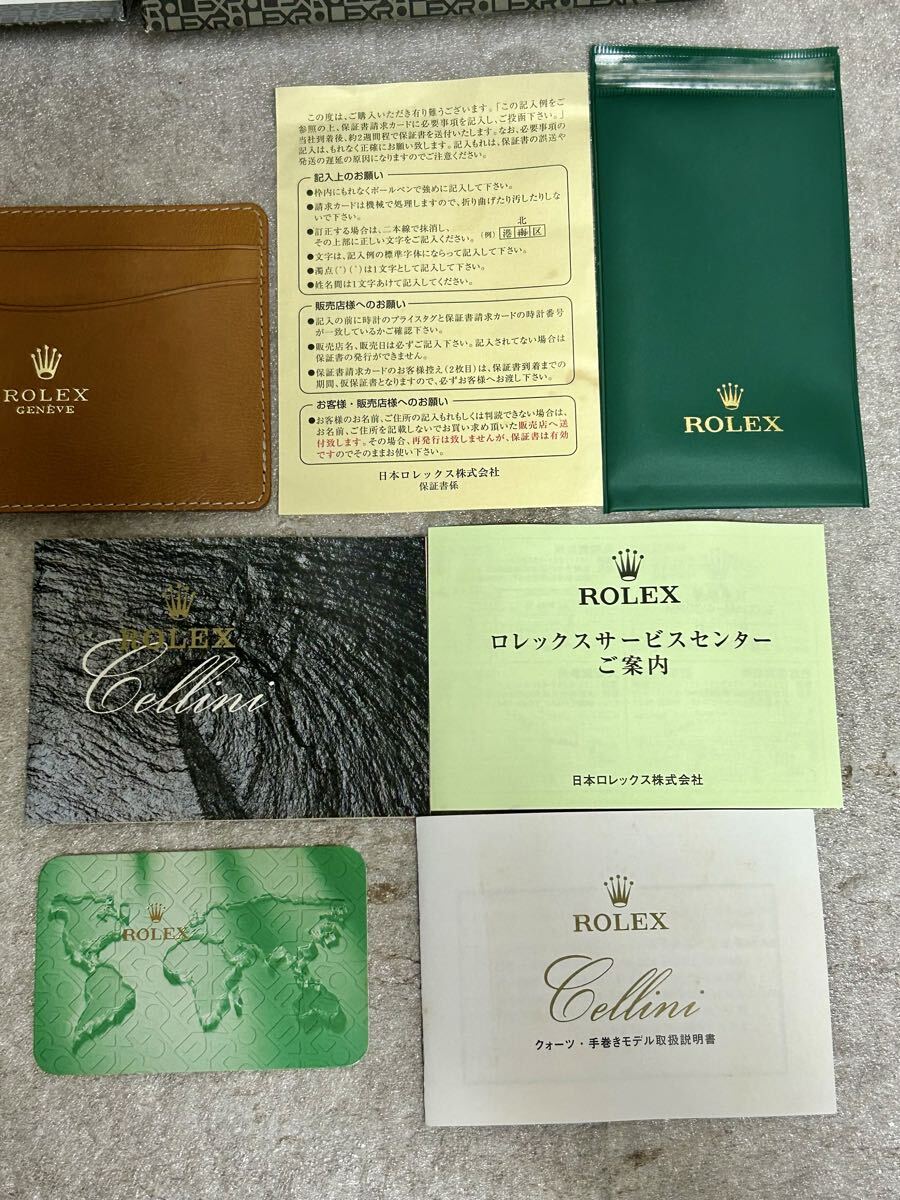 ROLEX
GENÈVE
この度は、ご購入いただき有り難うございます。「この記入例をご
参照の上、保証書請求カードに必要事項を記入し、ご投函下さい。」
当社到着後、約2週間程で保証書を送付いたします。なお、必要事項の
記入は、もれなく正確にお願い致します。記入もれは、保証書の誤送や
発送の遅延の原因になりますのでご注意ください。
記入上のお願い
●枠内にもれなくボールペンで強めに記入して下さい。
●請求カードは機械で処理しますので、折り曲げたり汚したりしな
いで下さい。
●訂正する場合は、二本線で抹消し、
その上部に正しい文字をご記入ください。
北
(例) 港南区
●文字は、記入例の標準字体にならって記入して下さい。
●濁点(゛)(゜)は1文字として記入して下さい。
●姓名間は1文字あけて記入してください。
販売店様へのお願い
●記入の前に時計のプライスタグと保証書請求カードの時計番号
が一致しているかご確認下さい。
●販売店名、販売日は必ずご記入下さい。記入されてない場合は
保証書の発行ができません。
●保証書請求カードのお客様控え(2枚目)は、保証書到着までの
期間、仮保証書となりますので、必ずお客様へお渡し下さい。
お客様・販売店様へのお願い
●お客様のお名前、ご住所の記入もれもしくは判読できない場合は、
お名前、ご住所を記載しないでお買い求め頂いた販売店へ送
付致します。その場合、再発行は致しませんが、保証書は有効
ですのでそのままお使い下さい。
日本ロレックス株式会社
保証書係
ROLEX
ROLEX
Cellini
ROLEX
ロレックスサービスセンター
ご案内
日本ロレックス株式会社
ROLEX
ROLEX
Cellini
クォーツ・手巻きモデル取扱説明書